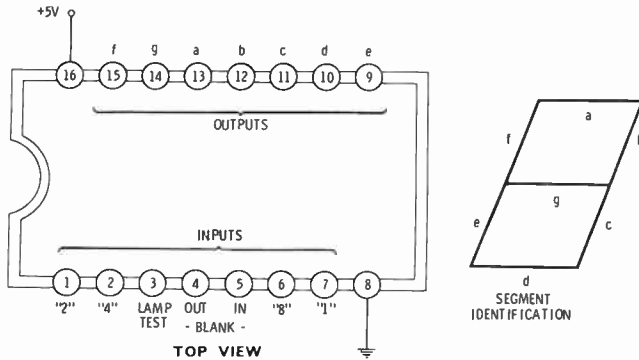 +5V
f g a b c d e
16 15 14 13 12 11 10 9
OUTPUTS
INPUTS
1 2 3 4 5 6 7 8
"2" "4" LAMP OUT IN "8" "1"
TEST - BLANK -
TOP VIEW
a
f
g
e c
d
SEGMENT
IDENTIFICATION